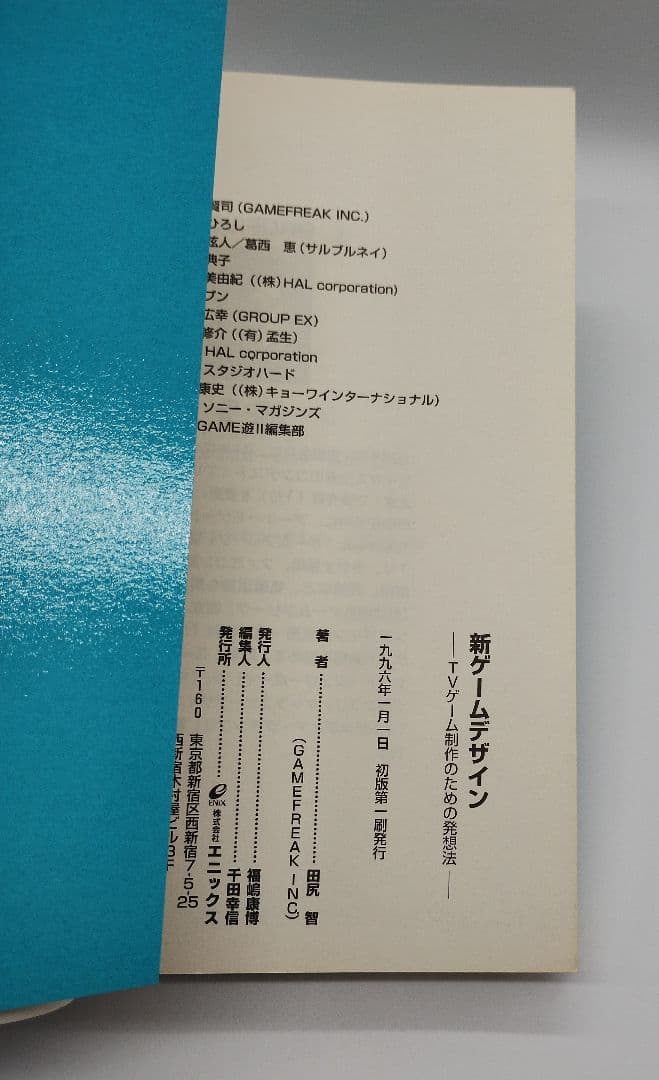 賢司（GAMEFREAK INC.）
ひろし
弦人／葛西　恵（サルブルネイ）
典子
美由紀（（株）HAL corporation）
ブン
広幸（GROUP EX）
修介（（有）孟生）
HAL corporation
スタジオハード
康史（（株）キョーワインターナショナル）
ソニー・マガジンズ
GAME遊II編集部
新ゲームデザイン
──TVゲーム制作のための発想法──
一九九六年一月一日　初版第一刷発行
著　者……………………田尻　智
（GAMEFREAK INC）
発行人……………………福嶋康博
編集人……………………千田幸信
発行所……………ENIX 株式会社 エニックス
〒160　東京都新宿区西新宿7-5-25
西新宿木村屋ビル8F